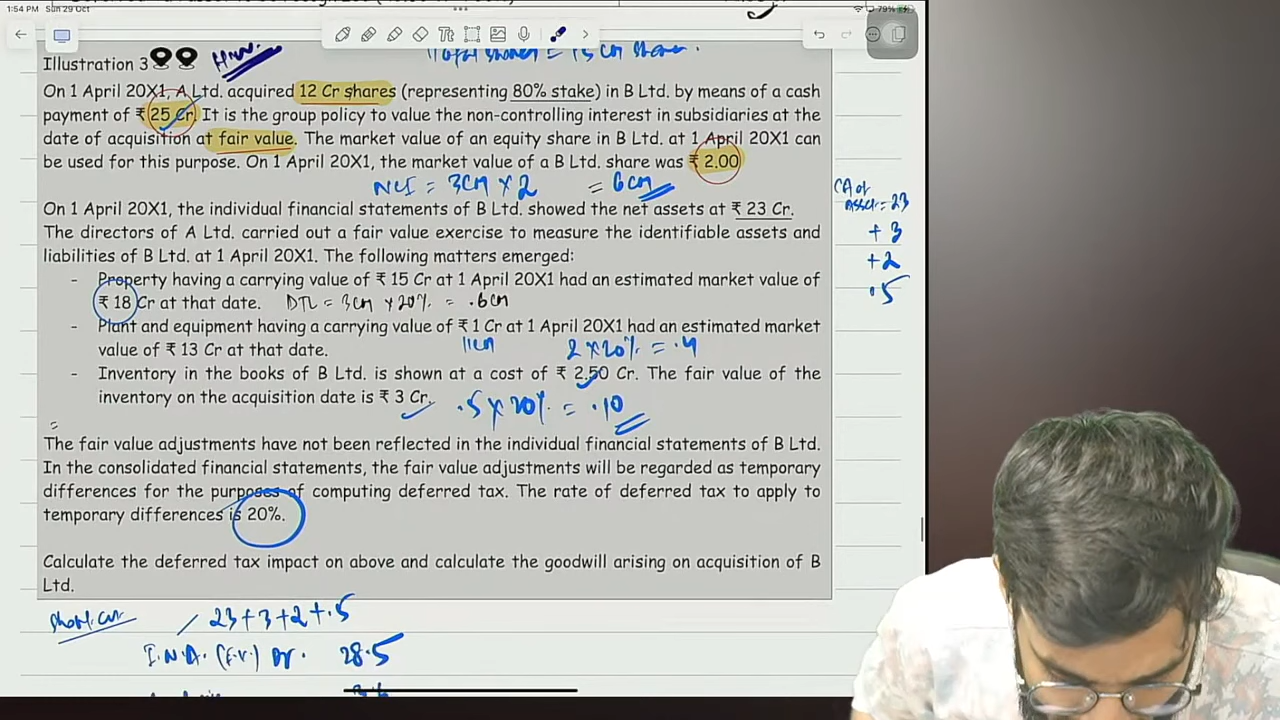 1:54 PM Sun 29 Oct
79%
Total shares = 15 Cr shares.
Illustration 3 H.W.
On 1 April 20X1, A Ltd. acquired 12 Cr shares (representing 80% stake) in B Ltd. by means of a cash
payment of ₹ 25 Cr. It is the group policy to value the non-controlling interest in subsidiaries at the
date of acquisition at fair value. The market value of an equity share in B Ltd. at 1 April 20X1 can
be used for this purpose. On 1 April 20X1, the market value of a B Ltd. share was ₹ 2.00
NCI = 3Cr × 2 = 6Cr
CA of
Asset = 23
+ 3
+ 2
.5
On 1 April 20X1, the individual financial statements of B Ltd. showed the net assets at ₹ 23 Cr.
The directors of A Ltd. carried out a fair value exercise to measure the identifiable assets and
liabilities of B Ltd. at 1 April 20X1. The following matters emerged:
- Property having a carrying value of ₹ 15 Cr at 1 April 20X1 had an estimated market value of
₹ 18 Cr at that date. DTL = 3Cr × 20% = .6Cr
- Plant and equipment having a carrying value of ₹ 1 Cr at 1 April 20X1 had an estimated market
value of ₹ 13 Cr at that date. 11Cr 2 × 20% = .4
- Inventory in the books of B Ltd. is shown at a cost of ₹ 2.50 Cr. The fair value of the
inventory on the acquisition date is ₹ 3 Cr. .5 × 20% = .10
The fair value adjustments have not been reflected in the individual financial statements of B Ltd.
In the consolidated financial statements, the fair value adjustments will be regarded as temporary
differences for the purposes of computing deferred tax. The rate of deferred tax to apply to
temporary differences is 20%.
Calculate the deferred tax impact on above and calculate the goodwill arising on acquisition of B
Ltd.
Shortcut 23+3+2+.5
I.N.A. (F.V.) Dr. 28.5